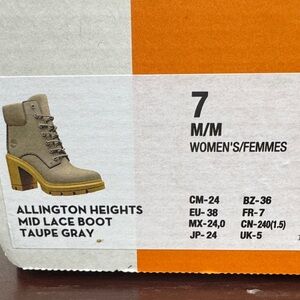 7
M/M
WOMEN'S/FEMMES
ALLINGTON HEIGHTS
MID LACE BOOT
TAUPE GRAY
CM-24 BZ-36
EU-38 FR-7
MX-24,0 CN-240(1.5)
JP-24 UK-5